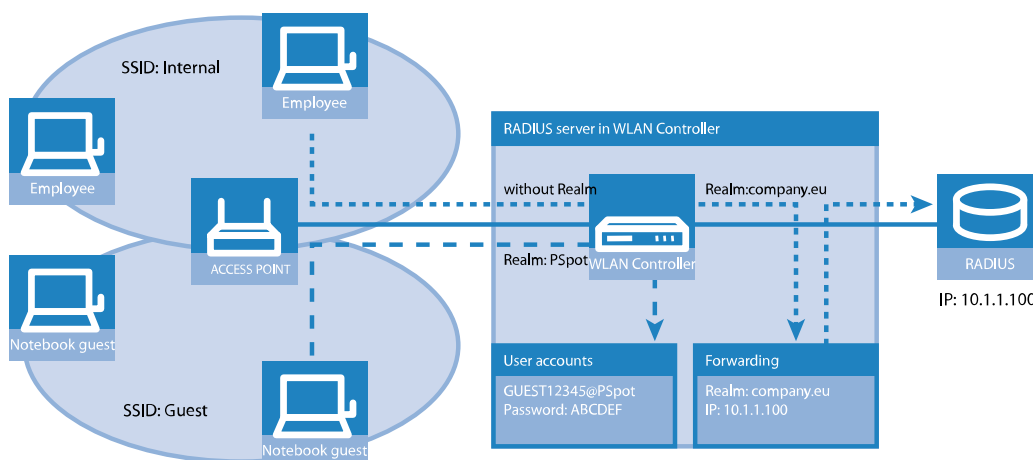 SSID: Internal
Employee
Employee
ACCESS POINT
Notebook guest
SSID: Guest
Notebook guest
RADIUS server in WLAN Controller
without Realm
Realm:company.eu
Realm: PSpot
WLAN Controller
RADIUS
IP: 10.1.1.100
User accounts
GUEST12345@PSpot
Password: ABCDEF
Forwarding
Realm: company.eu
IP: 10.1.1.100